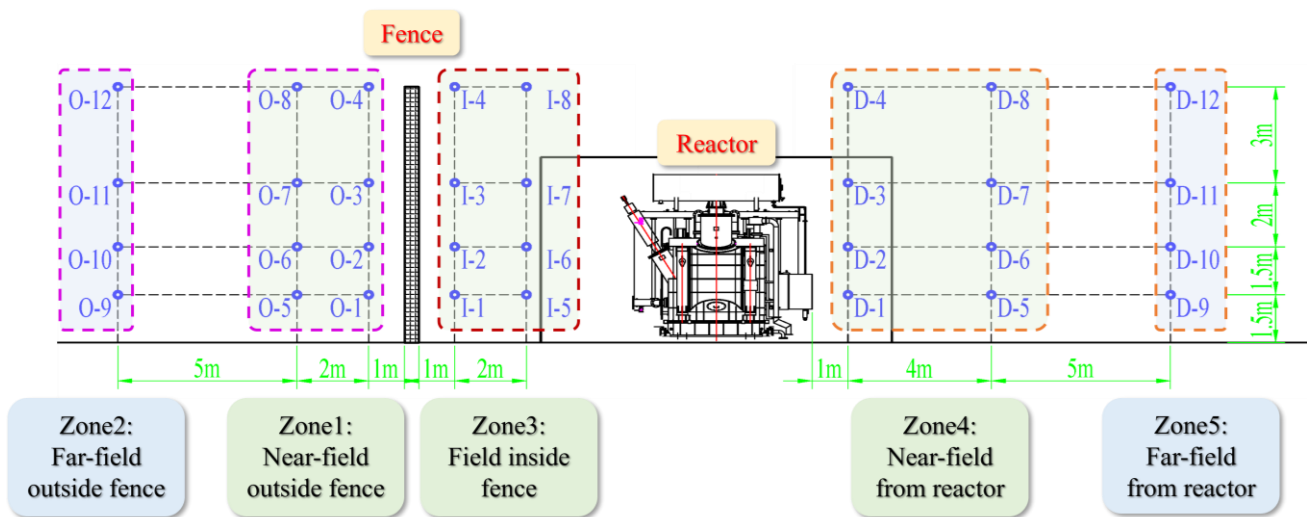 Fence
O-12 O-8 O-4 I-4 I-8 D-4 D-8 D-12
3m
Reactor
O-11 O-7 O-3 I-3 I-7 D-3 D-7 D-11
2m
O-10 O-6 O-2 I-2 I-6 D-2 D-6 D-10
1.5m
O-9 O-5 O-1 I-1 I-5 D-1 D-5 D-9
1.5m
5m 2m 1m 1m 2m 1m 4m 5m
Zone2:
Far-field
outside fence
Zone1:
Near-field
outside fence
Zone3:
Field inside
fence
Zone4:
Near-field
from reactor
Zone5:
Far-field
from reactor